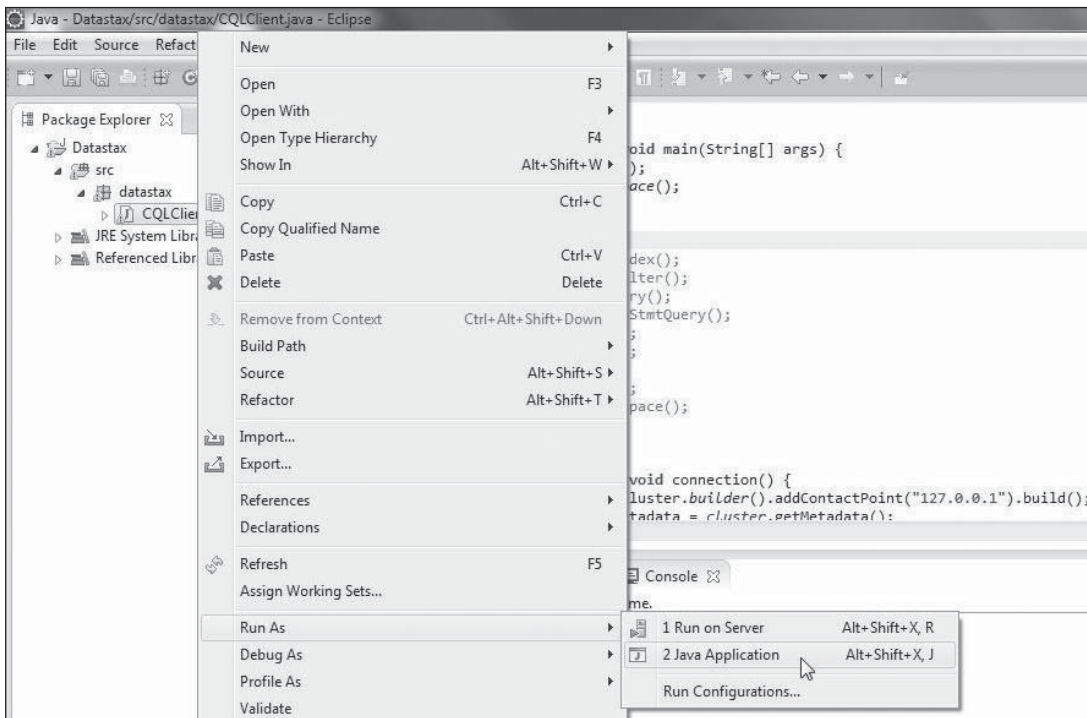 Java - Datastax/src/datastax/CQLClient.java - Eclipse
File Edit Source Refact
Package Explorer
Datastax
src
datastax
CQLClie
JRE System Libra
Referenced Libr
New
Open F3
Open With
Open Type Hierarchy F4
Show In Alt+Shift+W
Copy Ctrl+C
Copy Qualified Name
Paste Ctrl+V
Delete Delete
Remove from Context Ctrl+Alt+Shift+Down
Build Path
Source Alt+Shift+S
Refactor Alt+Shift+T
Import...
Export...
References
Declarations
Refresh F5
Assign Working Sets...
Run As
Debug As
Profile As
Validate
1 Run on Server Alt+Shift+X, R
2 Java Application Alt+Shift+X, J
Run Configurations...
oid main(String[] args) {
);
ace();
dex();
lter();
ry();
StmtQuery();
;
;
;
pace();
void connection() {
luster.builder().addContactPoint("127.0.0.1").build();
tadata = cluster.getMetadata();
Console
me.